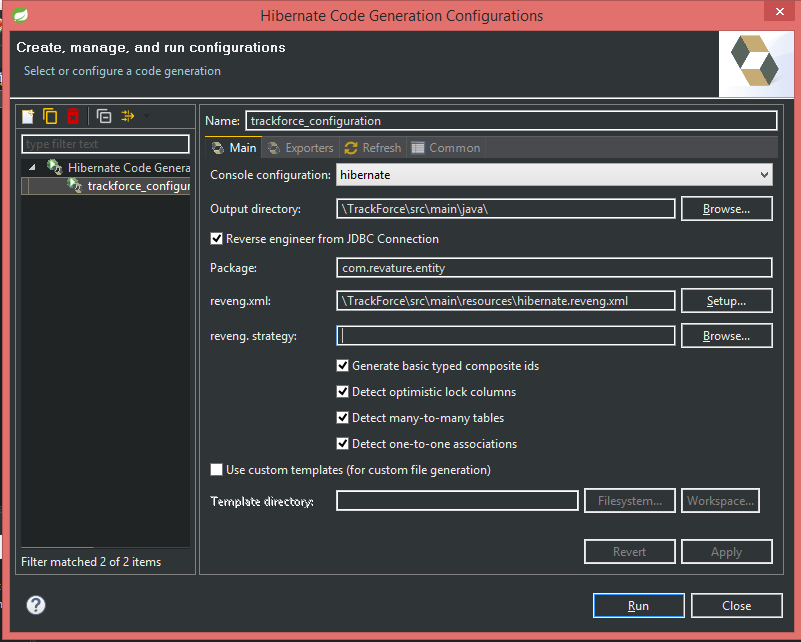 Hibernate Code Generation Configurations
Create, manage, and run configurations
Select or configure a code generation
type filter text
Hibernate Code Genera
trackforce_configur
Filter matched 2 of 2 items
Name: trackforce_configuration
Main Exporters Refresh Common
Console configuration: hibernate
Output directory: \TrackForce\src\main\java\ Browse...
Reverse engineer from JDBC Connection
Package: com.revature.entity
reveng.xml: \TrackForce\src\main\resources\hibernate.reveng.xml Setup...
reveng. strategy: Browse...
Generate basic typed composite ids
Detect optimistic lock columns
Detect many-to-many tables
Detect one-to-one associations
Use custom templates (for custom file generation)
Template directory: Filesystem... Workspace...
Revert Apply
Run Close